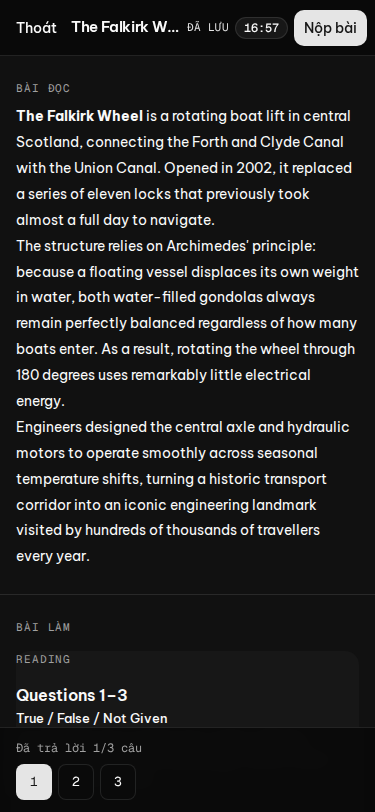 Thoát The Falkirk W... ĐÃ LƯU 16:57 Nộp bài
BÀI ĐỌC
The Falkirk Wheel is a rotating boat lift in central
Scotland, connecting the Forth and Clyde Canal
with the Union Canal. Opened in 2002, it replaced
a series of eleven locks that previously took
almost a full day to navigate.
The structure relies on Archimedes' principle:
because a floating vessel displaces its own weight
in water, both water-filled gondolas always
remain perfectly balanced regardless of how many
boats enter. As a result, rotating the wheel through
180 degrees uses remarkably little electrical
energy.
Engineers designed the central axle and hydraulic
motors to operate smoothly across seasonal
temperature shifts, turning a historic transport
corridor into an iconic engineering landmark
visited by hundreds of thousands of travellers
every year.
BÀI LÀM
READING
Questions 1–3
True / False / Not Given
Đã trả lời 1/3 câu
1 2 3